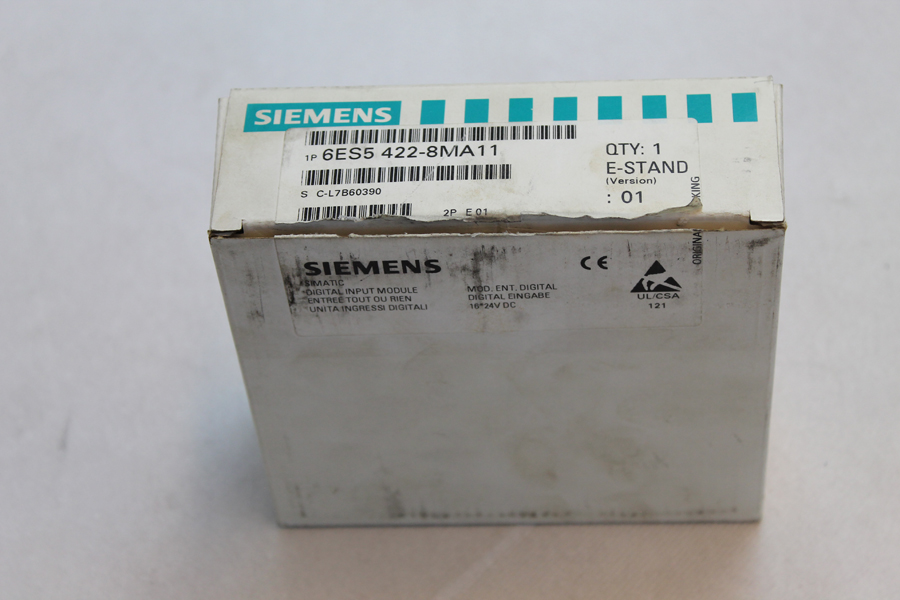 SIEMENS
1P 6ES5 422-8MA11
QTY: 1
E-STAND
(Version)
: 01
S C-L7B60390
2P E 01
SIEMENS
SIMATIC
DIGITAL INPUT MODULE
ENTREE TOUT OU RIEN
UNITA INGRESSI DIGITALI
MOD. ENT. DIGITAL
DIGITAL EINGABE
16*24V DC
CE
UL/CSA
121